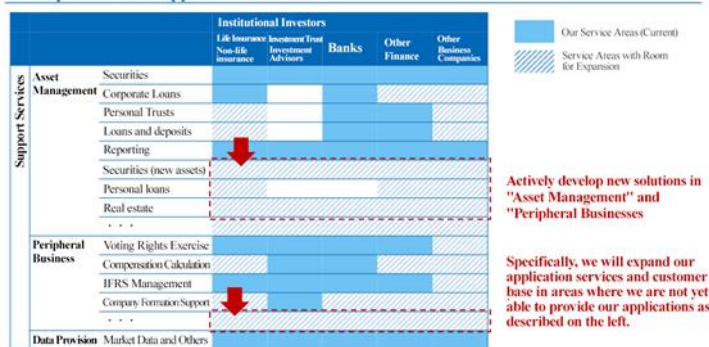 Institutional Investors
Life Insurance
Non-life
insurance
Investment Trust
Investment
Advisors
Banks
Other
Finance
Other
Business
Companies
Our Service Areas (Current)
Service Areas with Room
for Expansion
Support Services
Asset
Management
Securities
Corporate Loans
Personal Trusts
Loans and deposits
Reporting
Securities (new assets)
Personal loans
Real estate
. . .
Actively develop new solutions in
"Asset Management" and
"Peripheral Businesses
Peripheral
Business
Voting Rights Exercise
Compensation Calculation
IFRS Management
Company Formation Support
. . .
Specifically, we will expand our
application services and customer
base in areas where we are not yet
able to provide our applications as
described on the left.
Data Provision
Market Data and Others